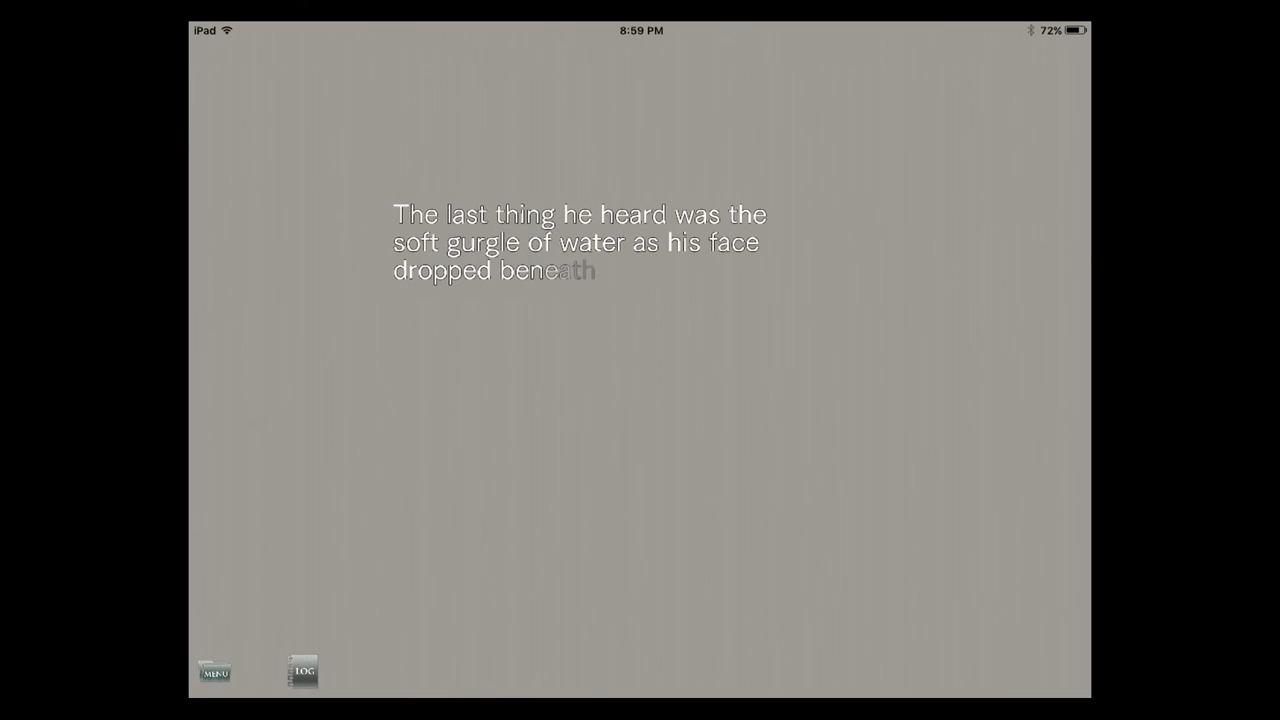 iPad
8:59 PM
72%
The last thing he heard was the
soft gurgle of water as his face
dropped beneath
MENU
LOG